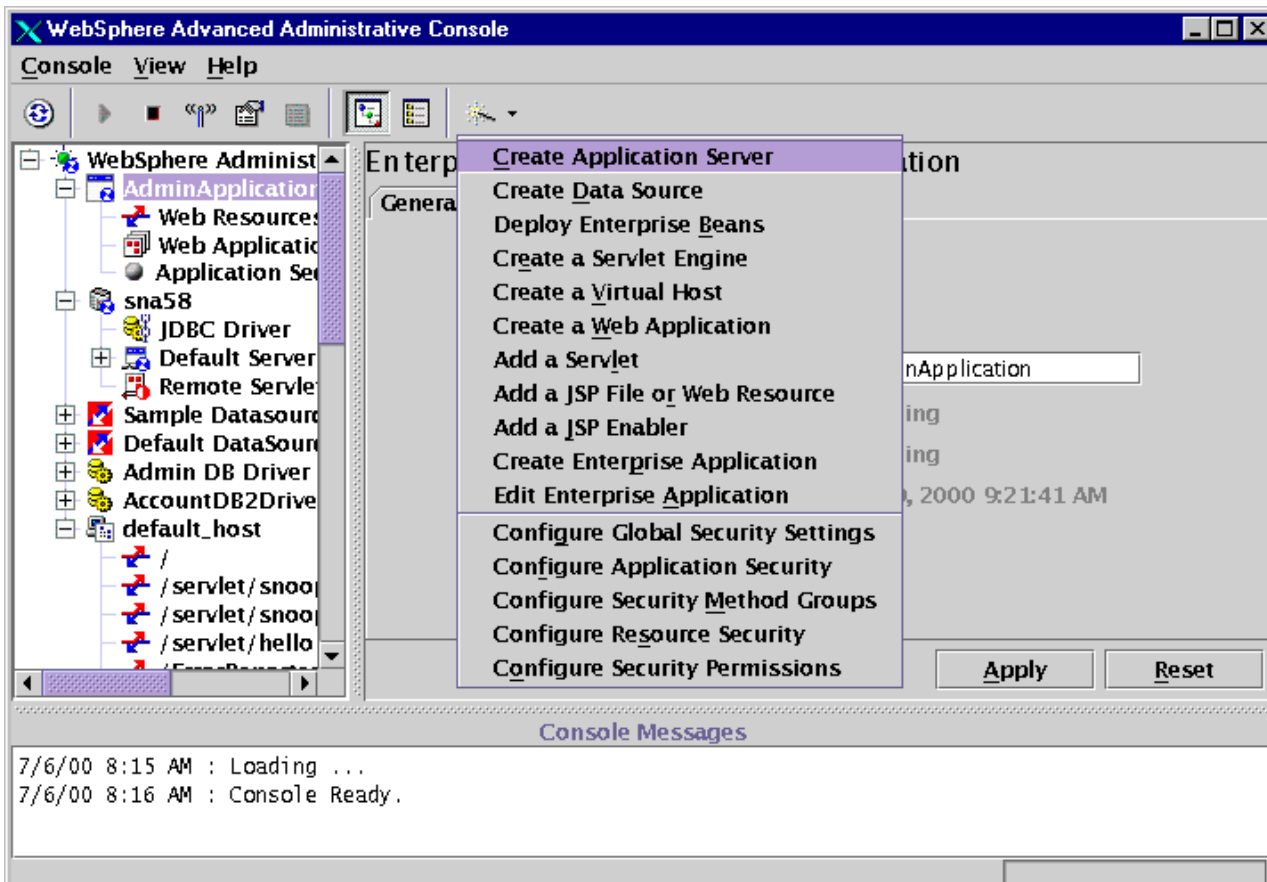 WebSphere Advanced Administrative Console
Console View Help
WebSphere Administ
AdminApplication
Web Resources
Web Applicatic
Application Se
sna58
JDBC Driver
Default Server
Remote Servle
Sample Datasourc
Default DataSour
Admin DB Driver
AccountDB2Drive
default_host
/
/servlet/snoo
/servlet/snoo
/servlet/hello
Enterp
ation
Genera
nApplication
ing
ing
, 2000 9:21:41 AM
Create Application Server
Create Data Source
Deploy Enterprise Beans
Create a Servlet Engine
Create a Virtual Host
Create a Web Application
Add a Servlet
Add a JSP File or Web Resource
Add a JSP Enabler
Create Enterprise Application
Edit Enterprise Application
Configure Global Security Settings
Configure Application Security
Configure Security Method Groups
Configure Resource Security
Configure Security Permissions
Apply Reset
Console Messages
7/6/00 8:15 AM : Loading ...
7/6/00 8:16 AM : Console Ready.